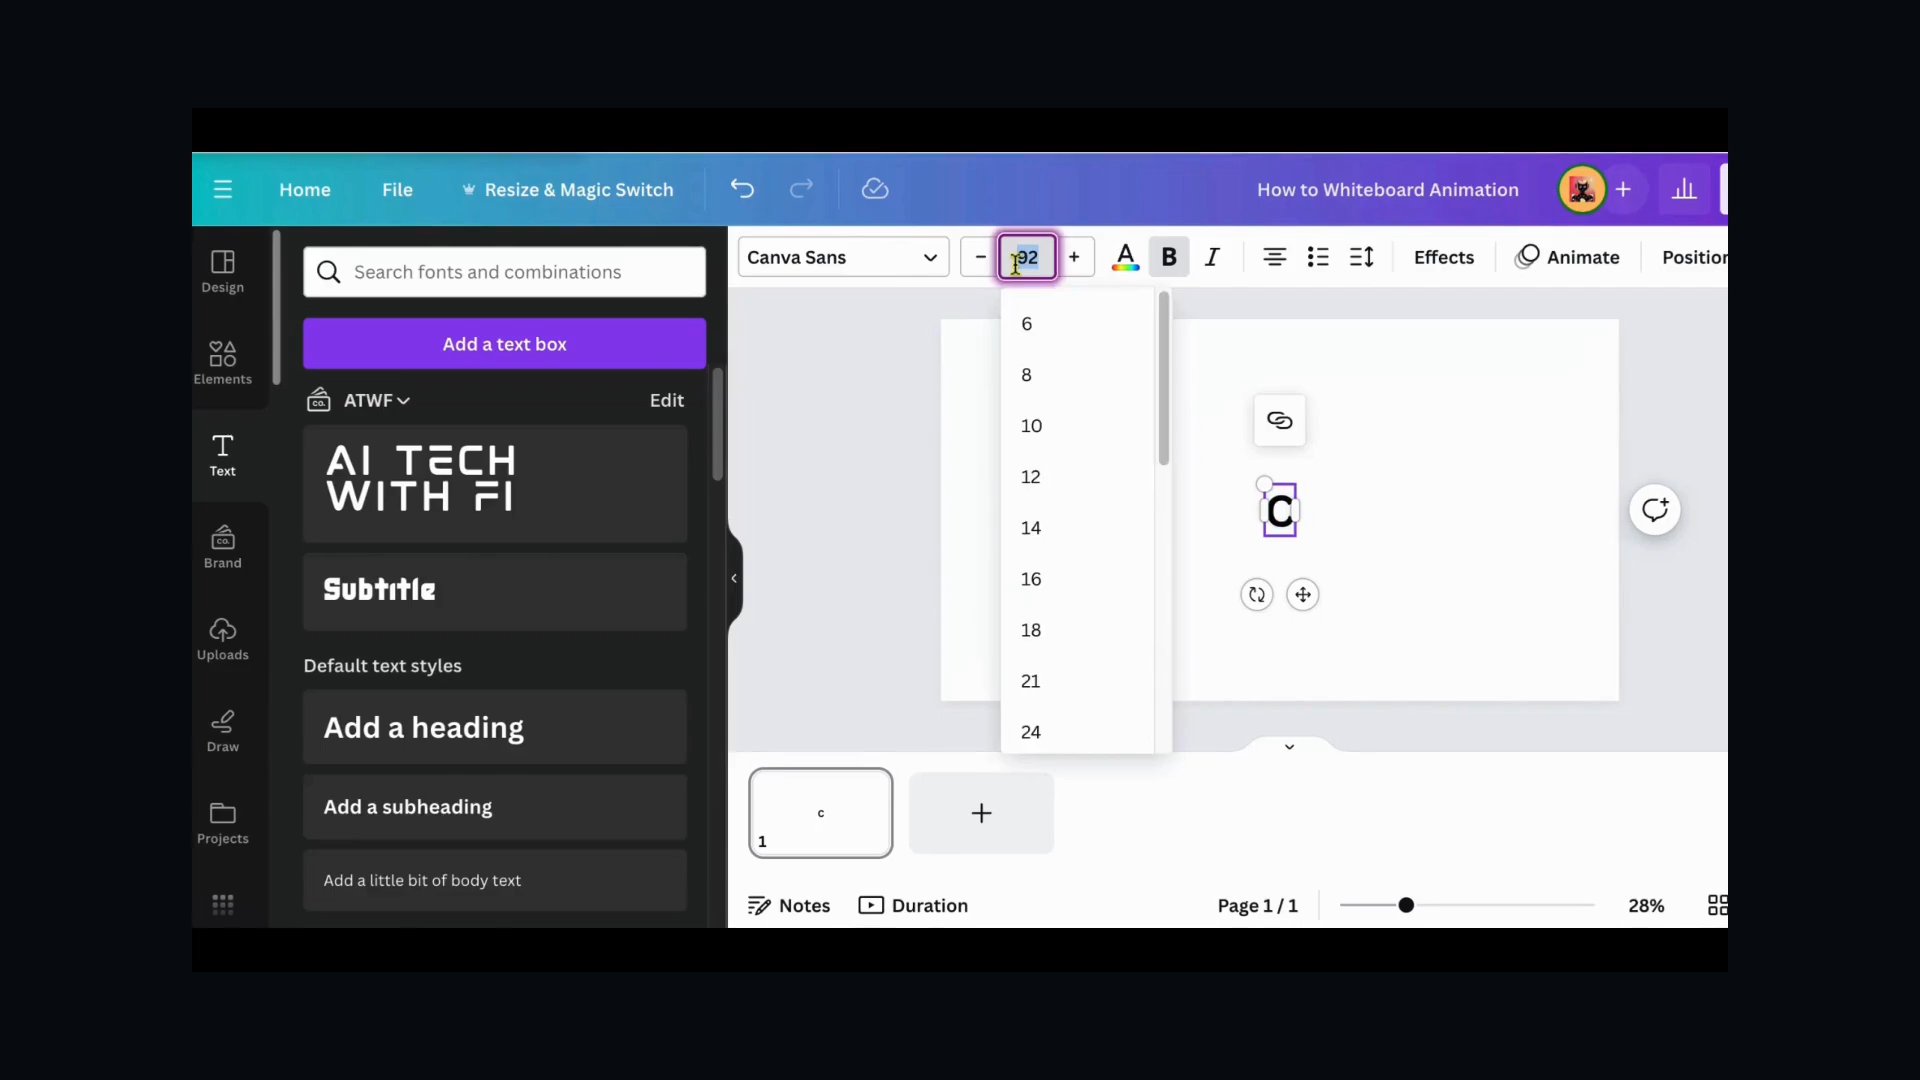 Home File Resize & Magic Switch How to Whiteboard Animation
Canva Sans - 92 + A B I Effects Animate Position
Design
Elements
Text
Brand
Uploads
Draw
Projects
Search fonts and combinations
Add a text box
CO. ATWF Edit
AI TECH
WITH FI
Subtitle
Default text styles
Add a heading
Add a subheading
Add a little bit of body text
6
8
10
12
14
16
18
21
24
C
c
1
+
Notes Duration Page 1 / 1 28%